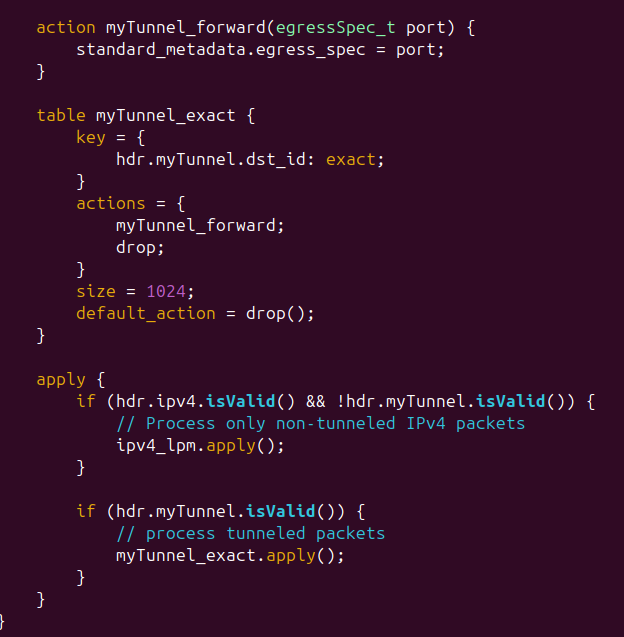 action myTunnel_forward(egressSpec_t port) {
        standard_metadata.egress_spec = port;
    }

    table myTunnel_exact {
        key = {
            hdr.myTunnel.dst_id: exact;
        }
        actions = {
            myTunnel_forward;
            drop;
        }
        size = 1024;
        default_action = drop();
    }

    apply {
        if (hdr.ipv4.isValid() && !hdr.myTunnel.isValid()) {
            // Process only non-tunneled IPv4 packets
            ipv4_lpm.apply();
        }

        if (hdr.myTunnel.isValid()) {
            // process tunneled packets
            myTunnel_exact.apply();
        }
    }
}